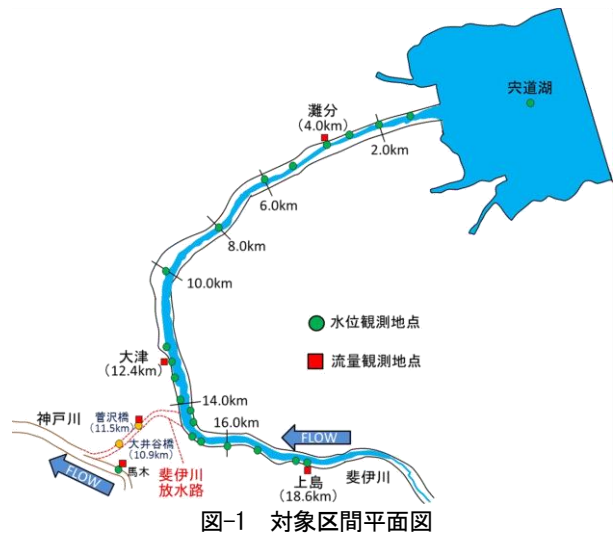 宍道湖
灘分
(4.0km)
2.0km
6.0km
8.0km
10.0km
水位観測地点
流量観測地点
大津
(12.4km)
14.0km
神戸川
菅沢橋
(11.5km)
16.0km
FLOW
大井谷橋
(10.9km)
馬木
斐伊川
放水路
FLOW
上島
(18.6km)
斐伊川
図-1 対象区間平面図